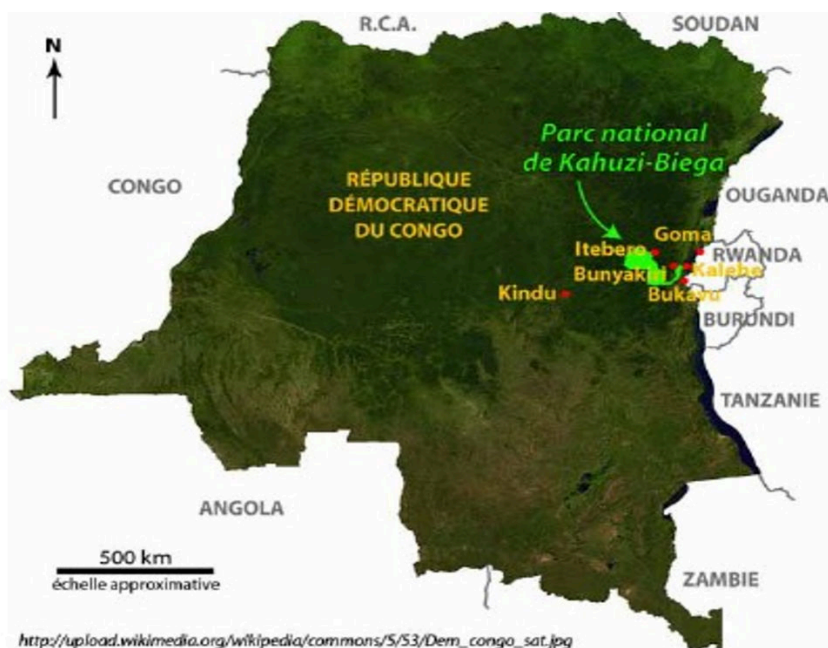 R.C.A.
SOUDAN
N
Parc national
de Kahuzi-Biega
CONGO
RÉPUBLIQUE
DÉMOCRATIQUE
DU CONGO
OUGANDA
Goma
Itebero
RWANDA
Bunyakiri
Kalehe
Kindu
Bukavu
BURUNDI
TANZANIE
ANGOLA
500 km
échelle approximative
ZAMBIE
http://upload.wikimedia.org/wikipedia/commons/5/53/Dem_congo_sat.jpg